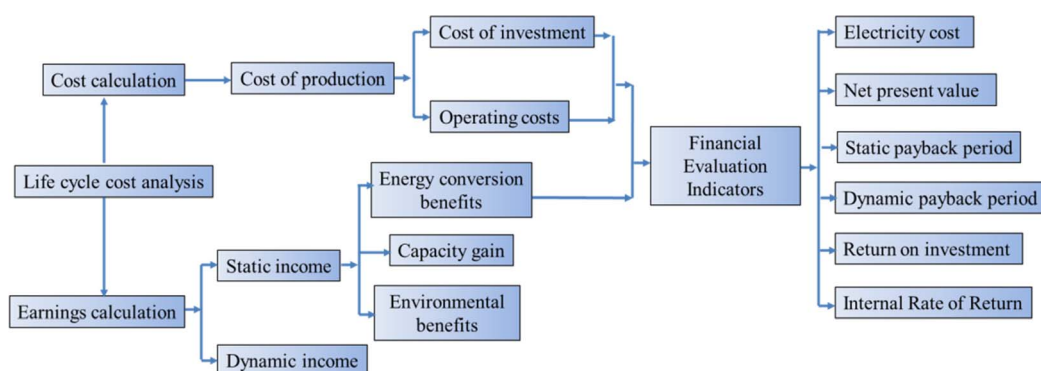 Cost of investment
Electricity cost
Cost calculation
Cost of production
Net present value
Operating costs
Financial
Evaluation
Indicators
Static payback period
Life cycle cost analysis
Energy conversion
benefits
Dynamic payback period
Capacity gain
Return on investment
Static income
Earnings calculation
Environmental
benefits
Internal Rate of Return
Dynamic income